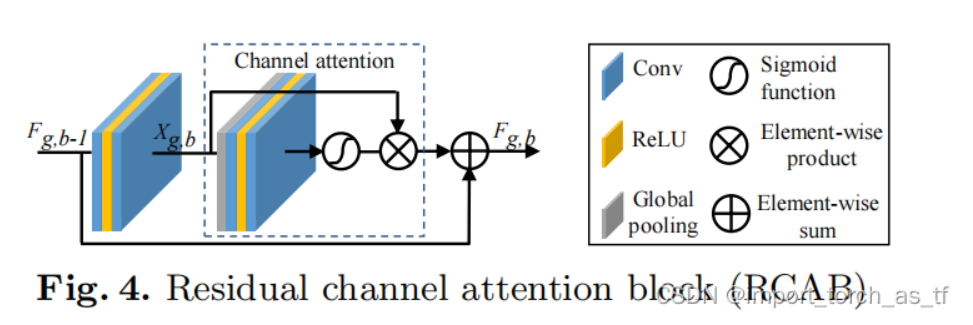 Channel attention
F_{g,b-1}
X_{g,b}
F_{g,b}
Conv
Sigmoid
function
ReLU
Element-wise
product
Global
pooling
Element-wise
sum
Fig. 4. Residual channel attention block (RCAB)
CSDN @import_torch_as_tf